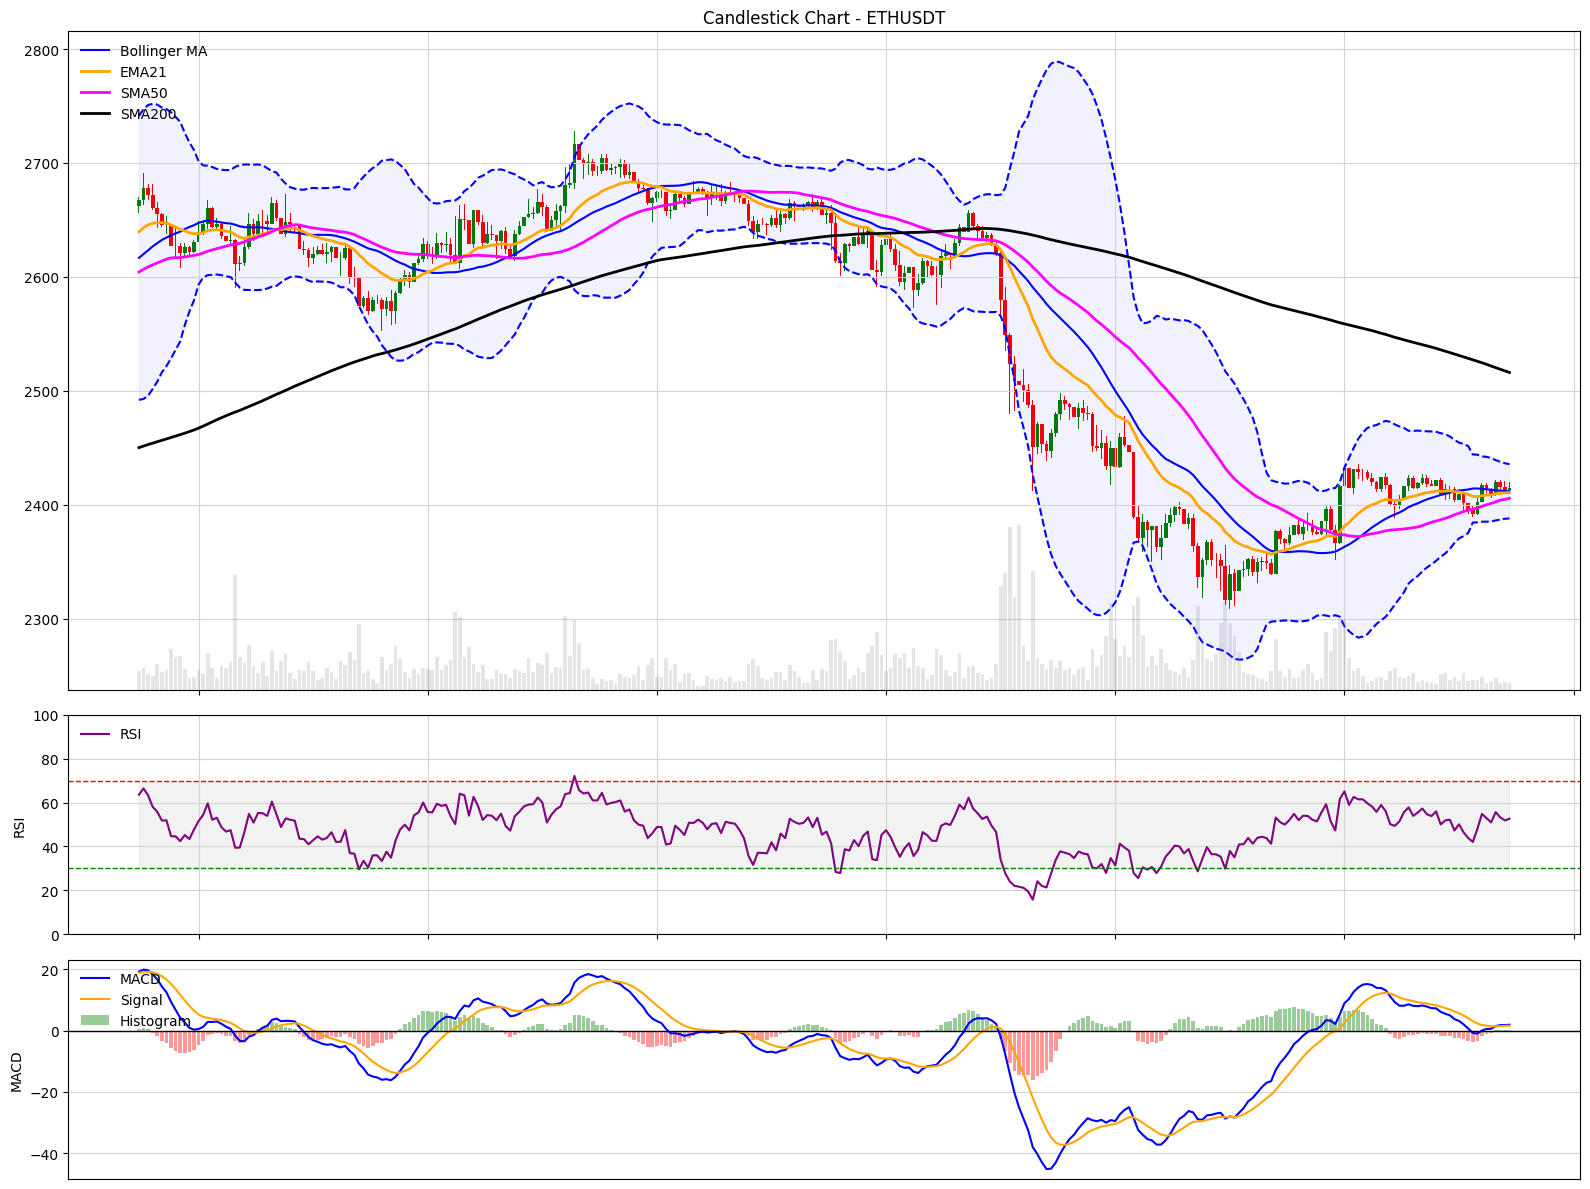 Candlestick Chart - ETHUSDT
Bollinger MA
EMA21
SMA50
SMA200
2800
2700
2600
2500
2400
2300
RSI
RSI
100
80
60
40
20
0
MACD
Signal
Histogram
MACD
20
0
−20
−40